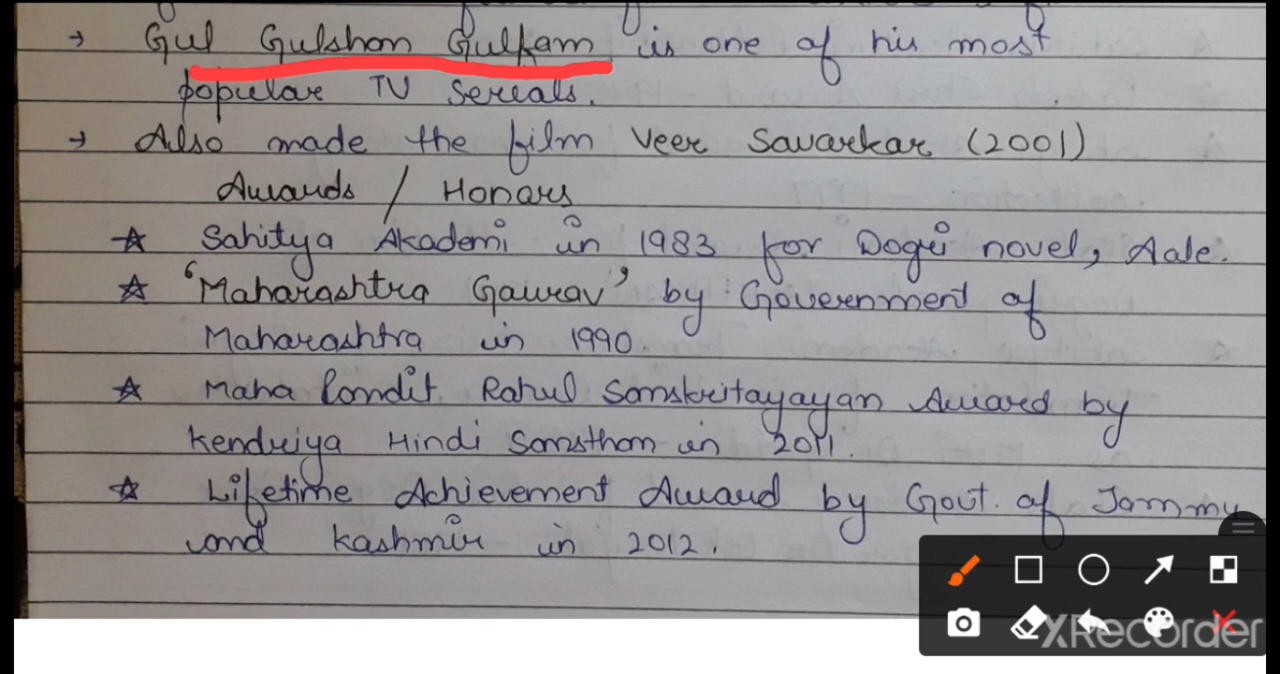 → Gul Gulshan Gulfam is one of his most
popular TV sereals.
→ Also made the film Veer Savarkar (2001)
Awards / Honars
☆ Sahitya Akademi in 1983 for Dogri novel, Aale.
☆ 'Maharashtra Gaurav' by Government of
Maharashtra in 1990.
☆ Maha Pandit Rahul Sanskritayayan Award by
Kendriya Hindi Sansthan in 2011.
☆ Lifetime Achievement Award by Govt. of Jammu
and Kashmir in 2012.
XRecorder